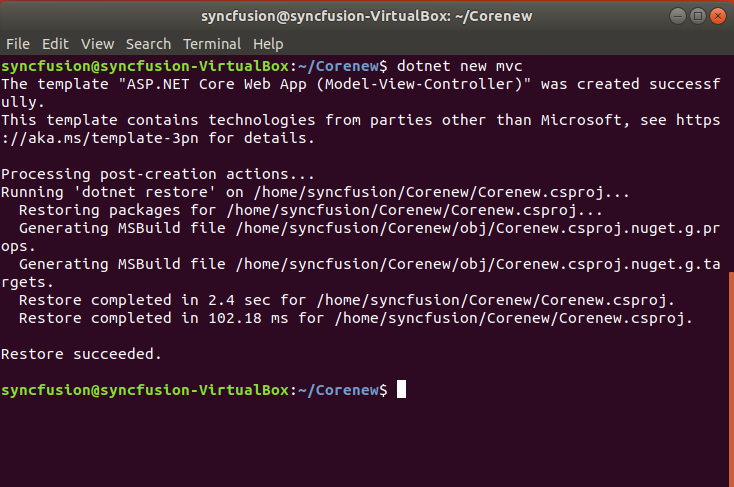 syncfusion@syncfusion-VirtualBox: ~/Corenew
File Edit View Search Terminal Help
syncfusion@syncfusion-VirtualBox:~/Corenew$ dotnet new mvc
The template "ASP.NET Core Web App (Model-View-Controller)" was created successf
ully.
This template contains technologies from parties other than Microsoft, see https
://aka.ms/template-3pn for details.

Processing post-creation actions...
Running 'dotnet restore' on /home/syncfusion/Corenew/Corenew.csproj...
  Restoring packages for /home/syncfusion/Corenew/Corenew.csproj...
  Generating MSBuild file /home/syncfusion/Corenew/obj/Corenew.csproj.nuget.g.pr
ops.
  Generating MSBuild file /home/syncfusion/Corenew/obj/Corenew.csproj.nuget.g.ta
rgets.
  Restore completed in 2.4 sec for /home/syncfusion/Corenew/Corenew.csproj.
  Restore completed in 102.18 ms for /home/syncfusion/Corenew/Corenew.csproj.

Restore succeeded.

syncfusion@syncfusion-VirtualBox:~/Corenew$